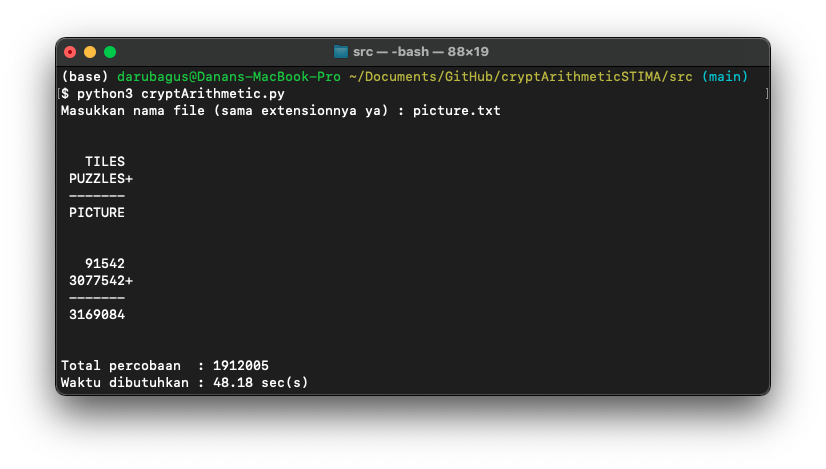 src — -bash — 88×19
(base) darubagus@Danans-MacBook-Pro ~/Documents/GitHub/cryptArithmeticSTIMA/src (main)
[$ python3 cryptArithmetic.py ]
Masukkan nama file (sama extensionnya ya) : picture.txt
TILES
PUZZLES+
-------
PICTURE
91542
3077542+
-------
3169084
Total percobaan  : 1912005
Waktu dibutuhkan : 48.18 sec(s)